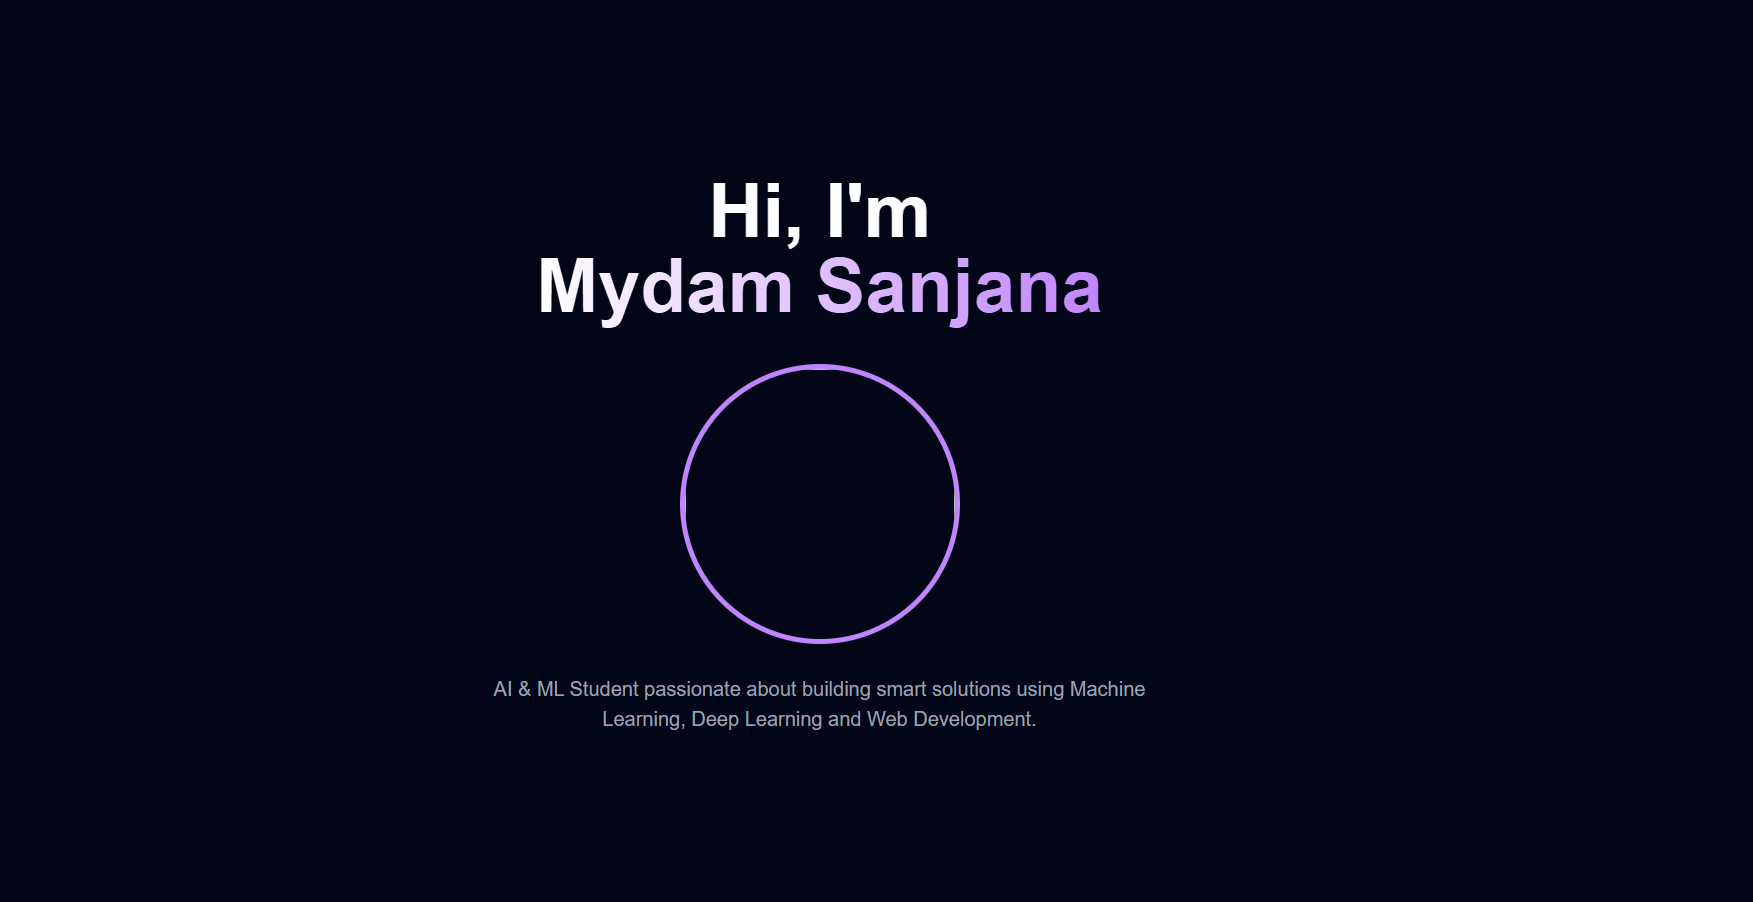 Hi, I'm
Mydam Sanjana
AI & ML Student passionate about building smart solutions using Machine
Learning, Deep Learning and Web Development.